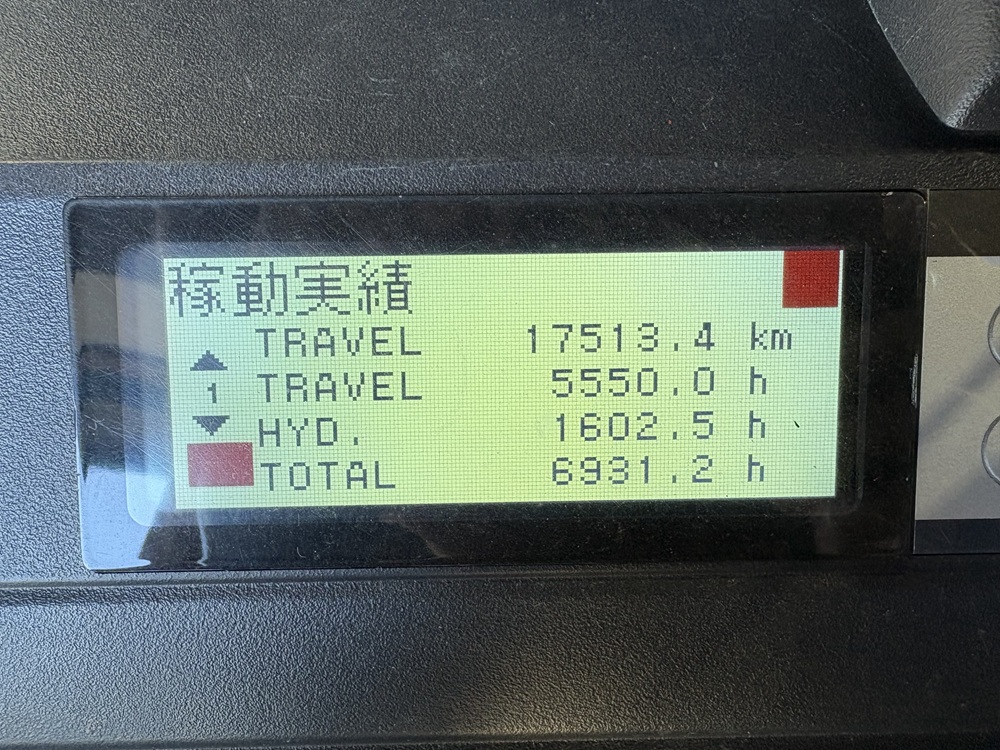 稼動実績
TRAVEL 17513.4 km
1 TRAVEL 5550.0 h
HYD. 1602.5 h
TOTAL 6931.2 h